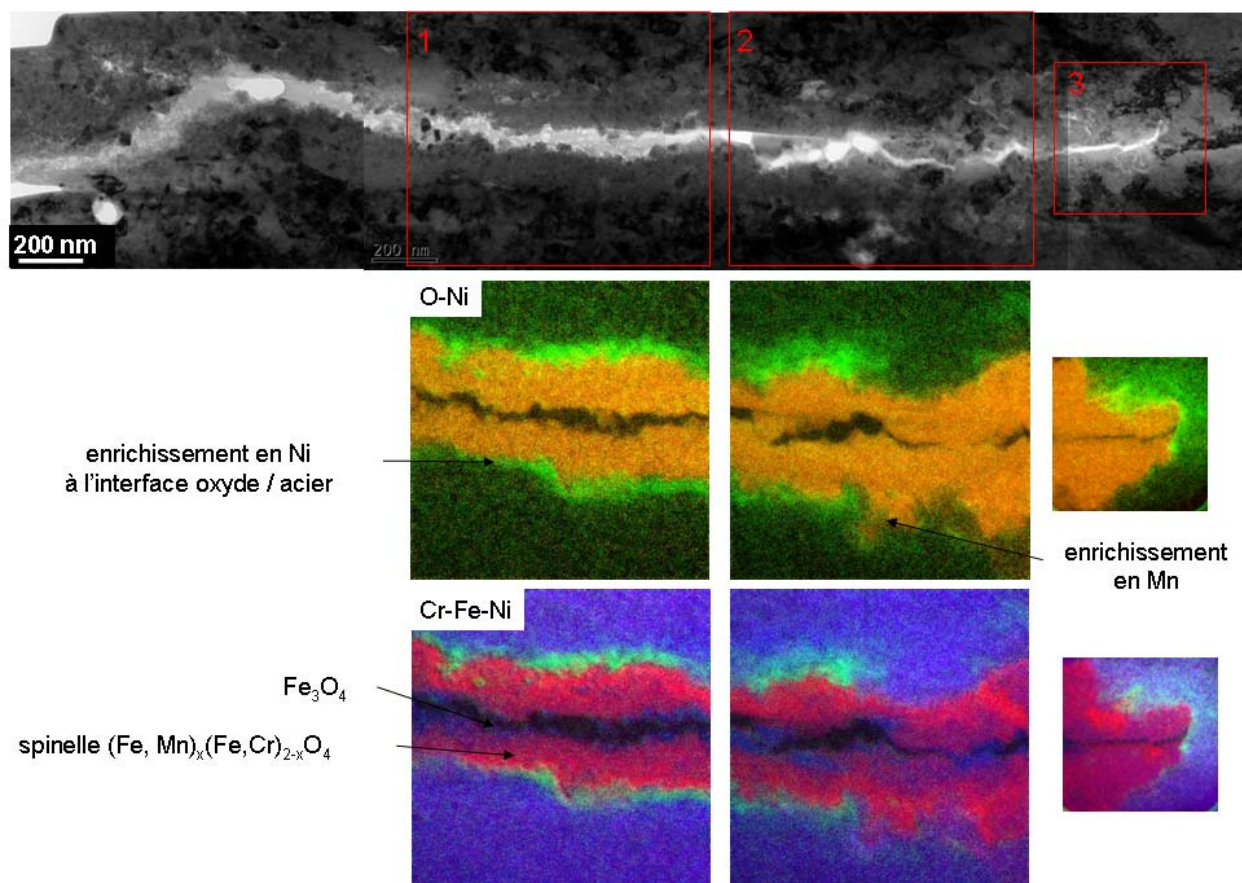 1
2
3
200 nm
200 nm
O-Ni
enrichissement en Ni
à l'interface oxyde / acier
enrichissement
en Mn
Cr-Fe-Ni
Fe₃O₄
spinelle (Fe, Mn)ₓ(Fe,Cr)₂₋ₓO₄